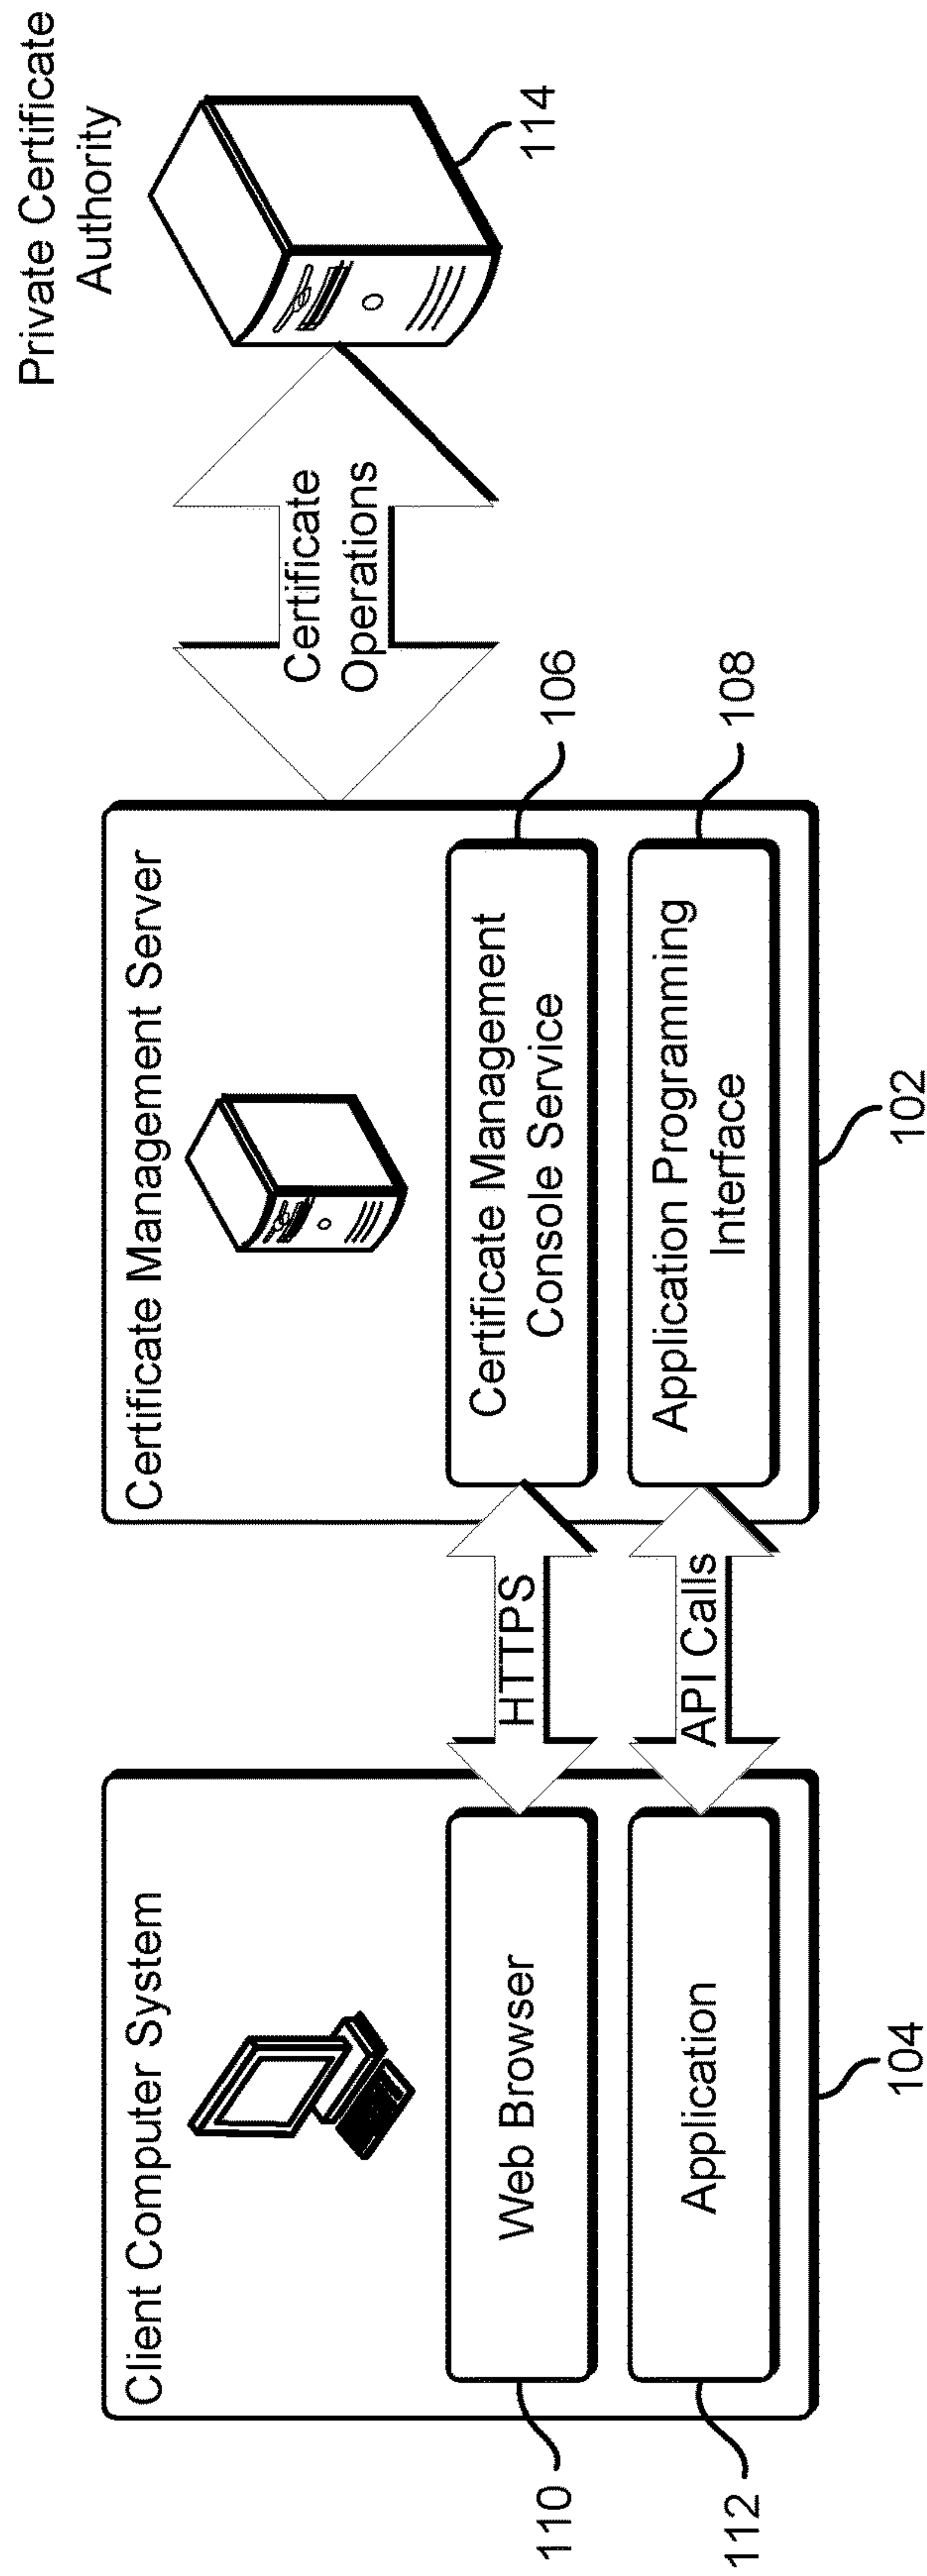 Private Certificate
Authority
114
Certificate
Operations
Certificate Management Server
Certificate Management
Console Service
106
Application Programming
Interface
108
102
HTTPS
API Calls
Client Computer System
Web Browser
110
Application
112
104